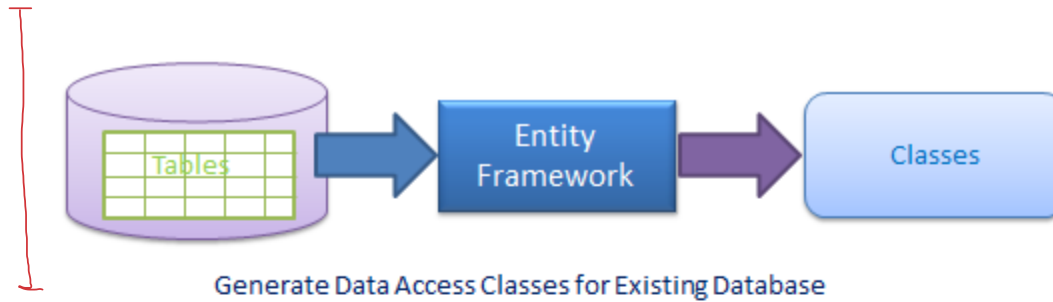 Tables
Entity
Framework
Classes
Generate Data Access Classes for Existing Database